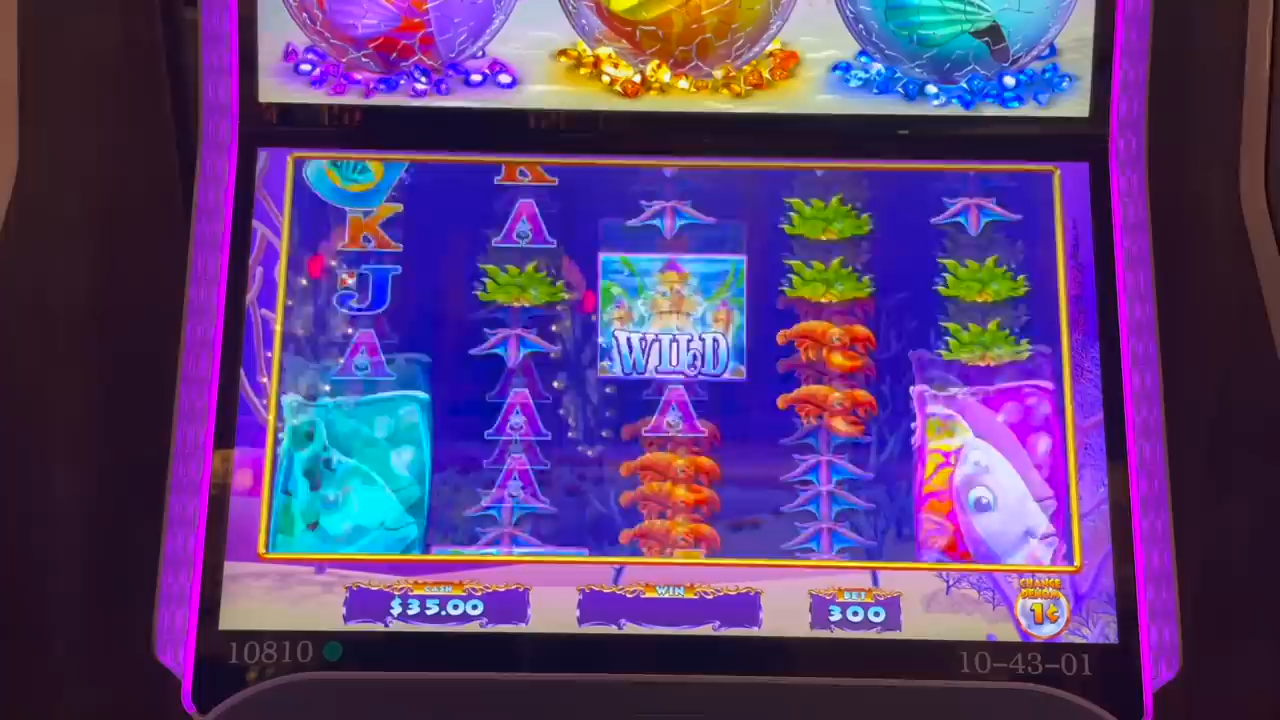 K
K A
J
A WILD
A A
A
CASH WIN BET CHANGE DENOM
$35.00 300 1¢
10810 10-43-01